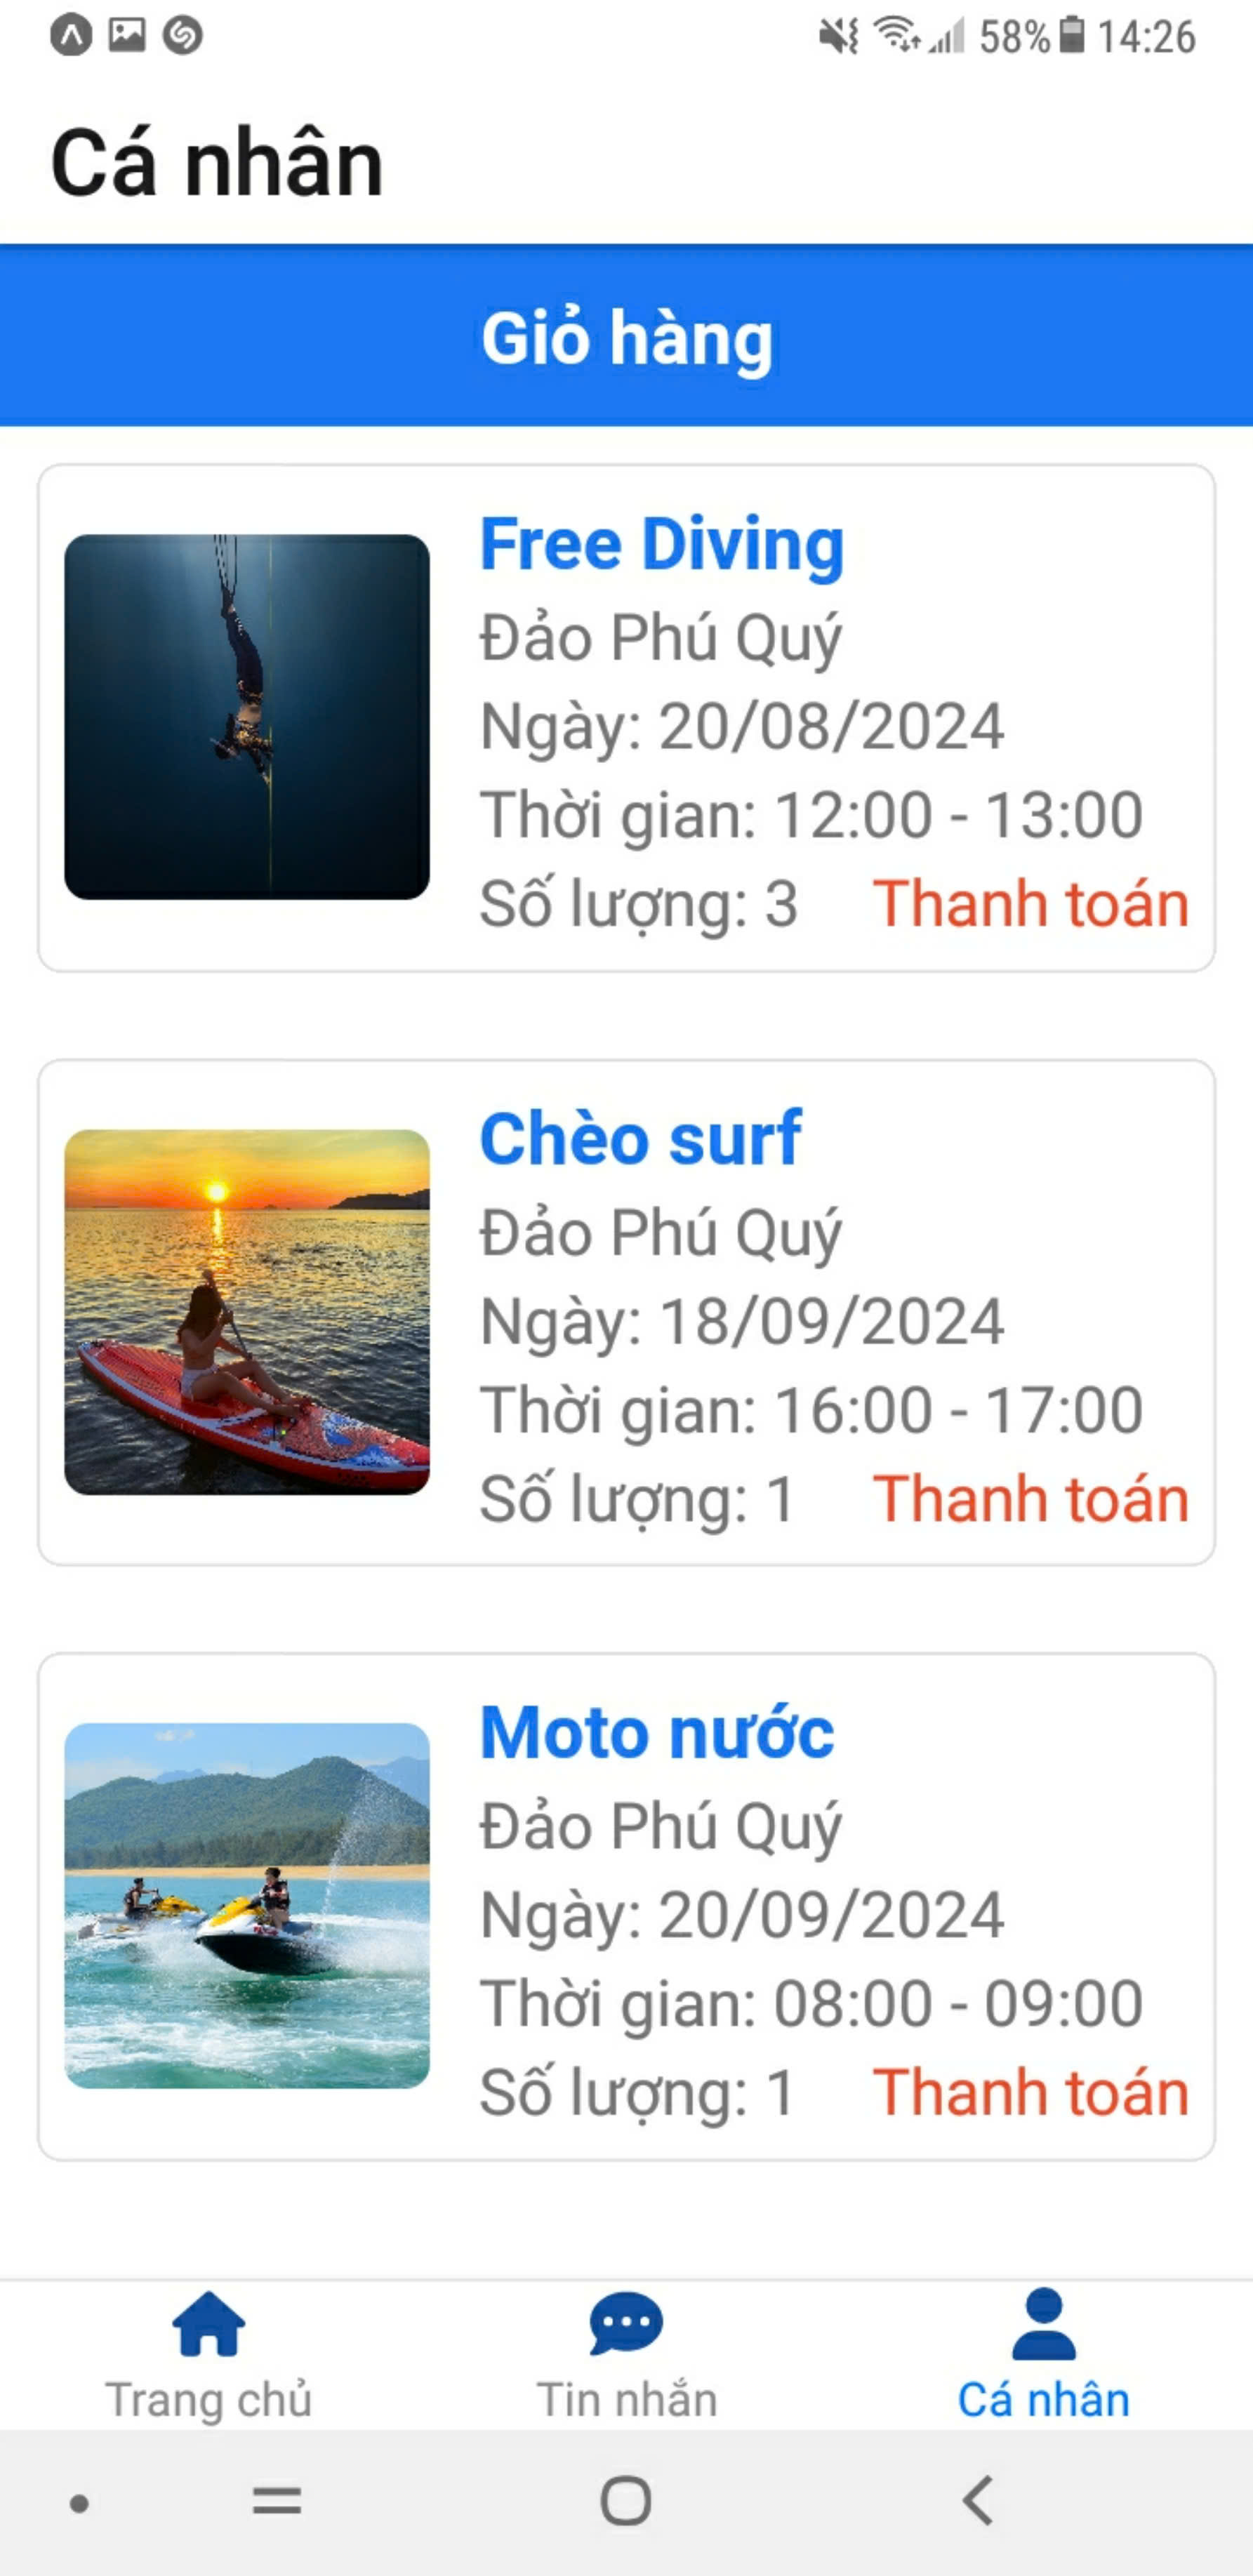 58% 14:26
Cá nhân
Giỏ hàng
Free Diving
Đảo Phú Quý
Ngày: 20/08/2024
Thời gian: 12:00 - 13:00
Số lượng: 3 Thanh toán
Chèo surf
Đảo Phú Quý
Ngày: 18/09/2024
Thời gian: 16:00 - 17:00
Số lượng: 1 Thanh toán
Moto nước
Đảo Phú Quý
Ngày: 20/09/2024
Thời gian: 08:00 - 09:00
Số lượng: 1 Thanh toán
Trang chủ Tin nhắn Cá nhân